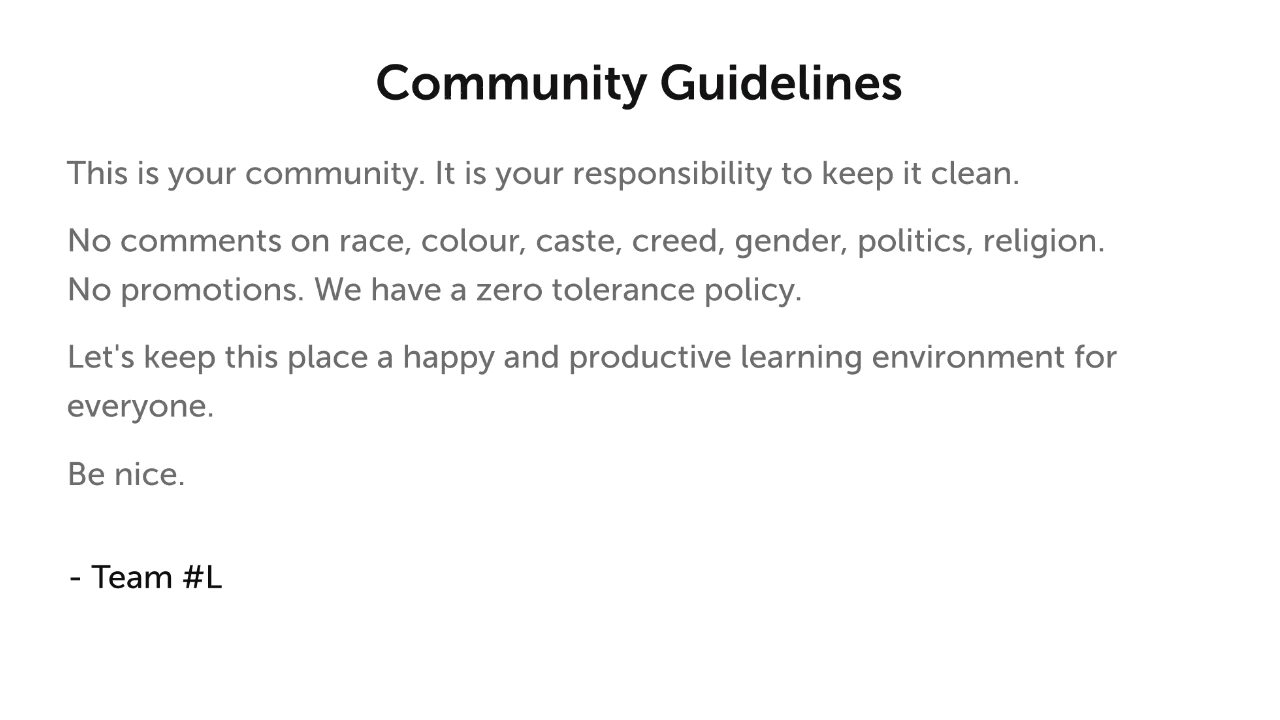 Community Guidelines
This is your community. It is your responsibility to keep it clean.
No comments on race, colour, caste, creed, gender, politics, religion.
No promotions. We have a zero tolerance policy.
Let's keep this place a happy and productive learning environment for
everyone.
Be nice.
- Team #L